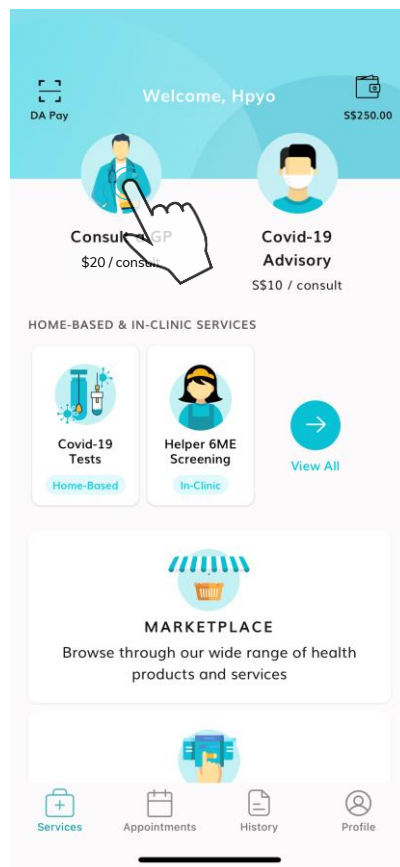 Welcome, Hpyo
DA Pay
S$250.00
Consult a GP
$20 / consult
Covid-19
Advisory
S$10 / consult
HOME-BASED & IN-CLINIC SERVICES
Covid-19
Tests
Home-Based
Helper 6ME
Screening
In-Clinic
View All
MARKETPLACE
Browse through our wide range of health
products and services
Services
Appointments
History
Profile